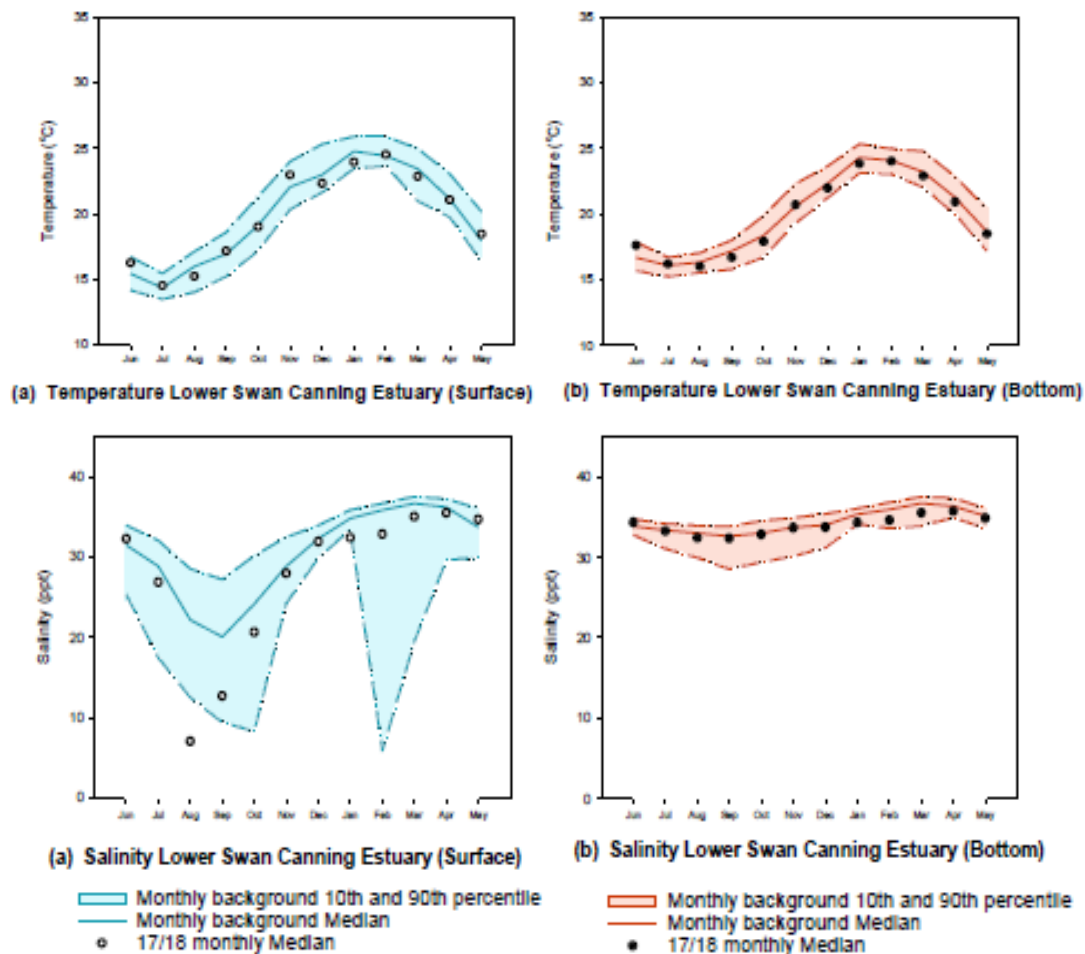 35
30
25
20
15
10
Temperature (°C)
Jun Jul Aug Sep Oct Nov Dec Jan Feb Mar Apr May
(a) Temperature Lower Swan Canning Estuary (Surface)
35
30
25
20
15
10
Temperature (°C)
Jun Jul Aug Sep Oct Nov Dec Jan Feb Mar Apr May
(b) Temperature Lower Swan Canning Estuary (Bottom)
40
30
20
10
0
Salinity (ppt)
Jun Jul Aug Sep Oct Nov Dec Jan Feb Mar Apr May
(a) Salinity Lower Swan Canning Estuary (Surface)
40
30
20
10
0
Salinity (ppt)
Jun Jul Aug Sep Oct Nov Dec Jan Feb Mar Apr May
(b) Salinity Lower Swan Canning Estuary (Bottom)
Monthly background 10th and 90th percentile
Monthly background Median
17/18 monthly Median
Monthly background 10th and 90th percentile
Monthly background Median
17/18 monthly Median